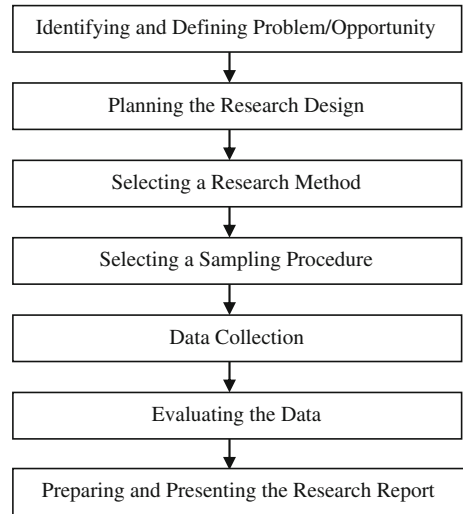 Identifying and Defining Problem/Opportunity
Planning the Research Design
Selecting a Research Method
Selecting a Sampling Procedure
Data Collection
Evaluating the Data
Preparing and Presenting the Research Report